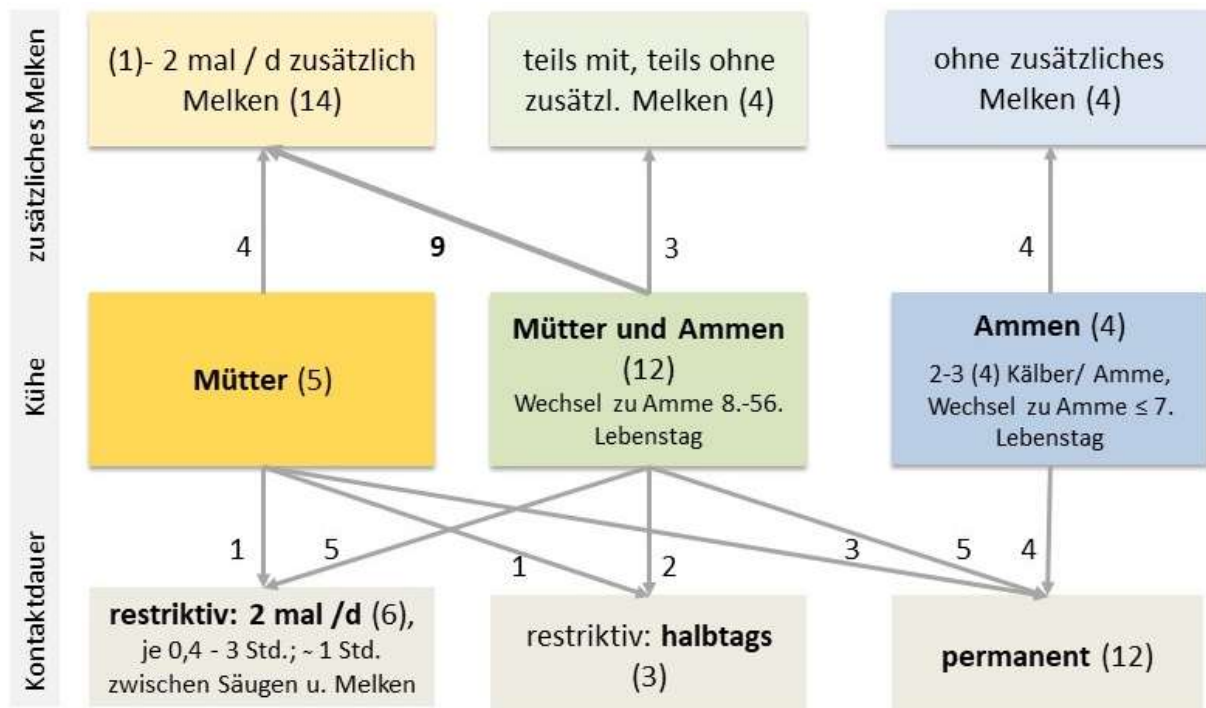 zusätzliches Melken
(1)- 2 mal / d zusätzlich
Melken (14)
teils mit, teils ohne
zusätzl. Melken (4)
ohne zusätzliches
Melken (4)
4
9
3
4
Kühe
Mütter (5)
Mütter und Ammen
(12)
Wechsel zu Amme 8.-56.
Lebenstag
Ammen (4)
2-3 (4) Kälber/ Amme,
Wechsel zu Amme ≤ 7.
Lebenstag
1
5
1
2
3
5
4
Kontaktdauer
restriktiv: 2 mal /d (6),
je 0,4 - 3 Std.; ~ 1 Std.
zwischen Säugen u. Melken
restriktiv: halbtags
(3)
permanent (12)